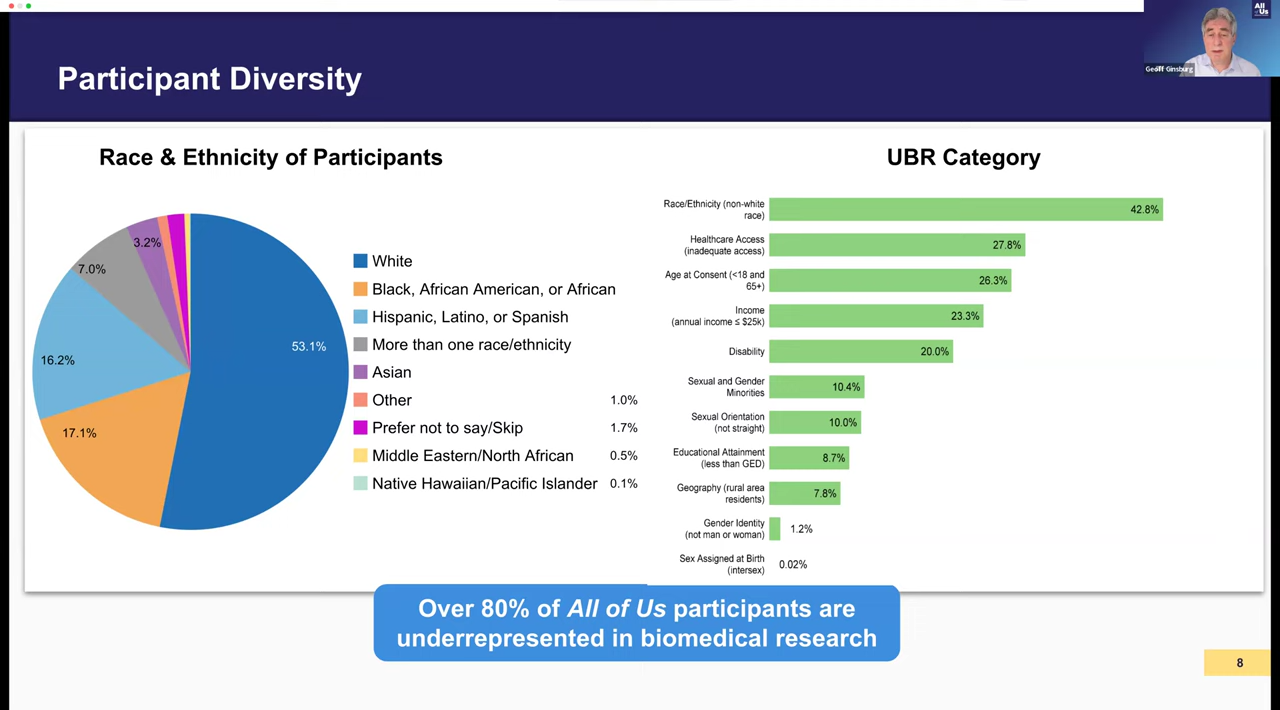 All
of Us
Geoff Ginsburg
Participant Diversity
Race & Ethnicity of Participants
53.1%
17.1%
16.2%
7.0%
3.2%
White
Black, African American, or African
Hispanic, Latino, or Spanish
More than one race/ethnicity
Asian
Other 1.0%
Prefer not to say/Skip 1.7%
Middle Eastern/North African 0.5%
Native Hawaiian/Pacific Islander 0.1%
UBR Category
Race/Ethnicity (non-white
race)
42.8%
Healthcare Access
(inadequate access)
27.8%
Age at Consent (<18 and
65+)
26.3%
Income
(annual income ≤ $25k)
23.3%
Disability
20.0%
Sexual and Gender
Minorities
10.4%
Sexual Orientation
(not straight)
10.0%
Educational Attainment
(less than GED)
8.7%
Geography (rural area
residents)
7.8%
Gender Identity
(not man or woman)
1.2%
Sex Assigned at Birth
(intersex)
0.02%
Over 80% of All of Us participants are
underrepresented in biomedical research
8